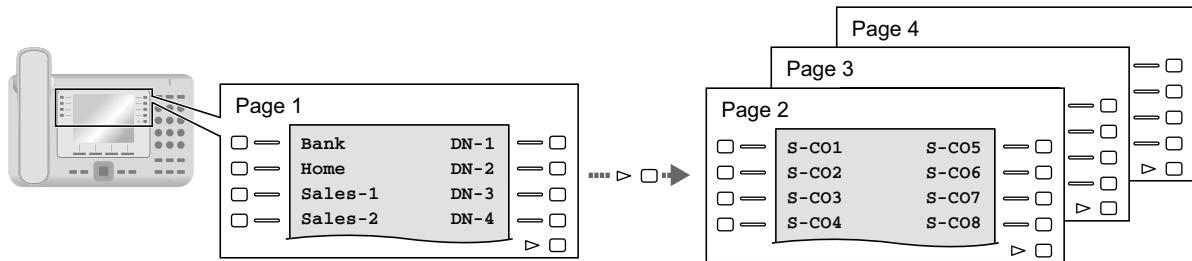 Page 1
Bank DN-1
Home DN-2
Sales-1 DN-3
Sales-2 DN-4
Page 4
Page 3
Page 2
S-CO1 S-CO5
S-CO2 S-CO6
S-CO3 S-CO7
S-CO4 S-CO8